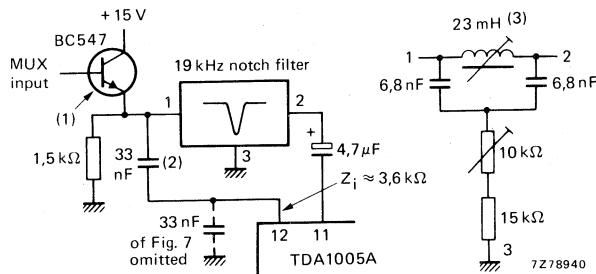 + 15 V
BC547
MUX
input
(1)
1,5 kΩ
33
nF
(2)
19 kHz notch filter
1
2
3
+
4,7 μF
Zi ≈ 3,6 kΩ
33 nF
of Fig. 7
omitted
12
11
TDA1005A
23 mH (3)
1
2
6,8 nF
6,8 nF
10 kΩ
15 kΩ
3
7Z78940